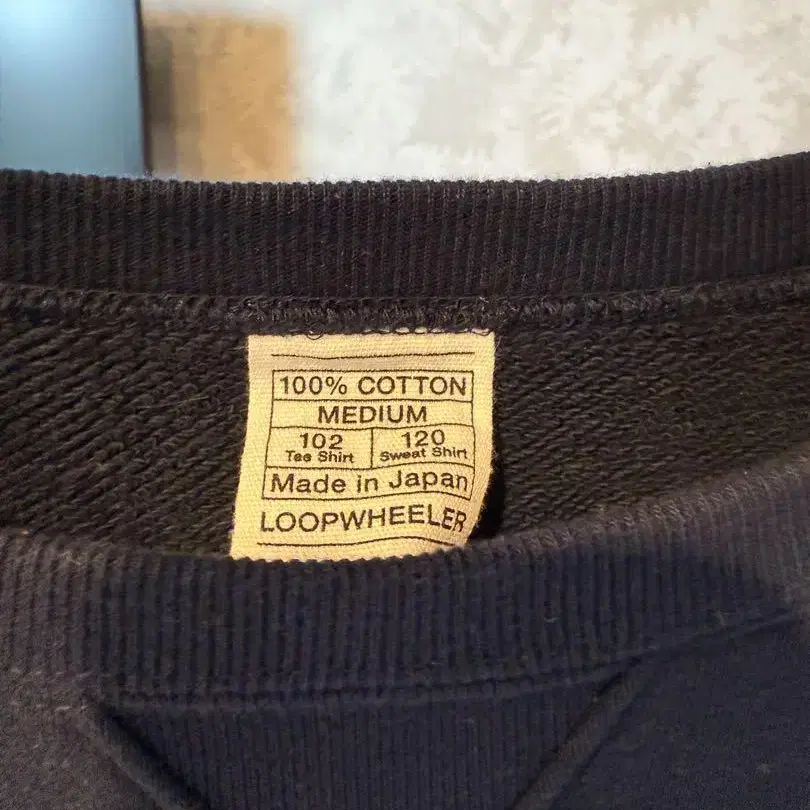 100% COTTON
MEDIUM
102 120
Tee Shirt Sweat Shirt
Made in Japan
LOOPWHEELER